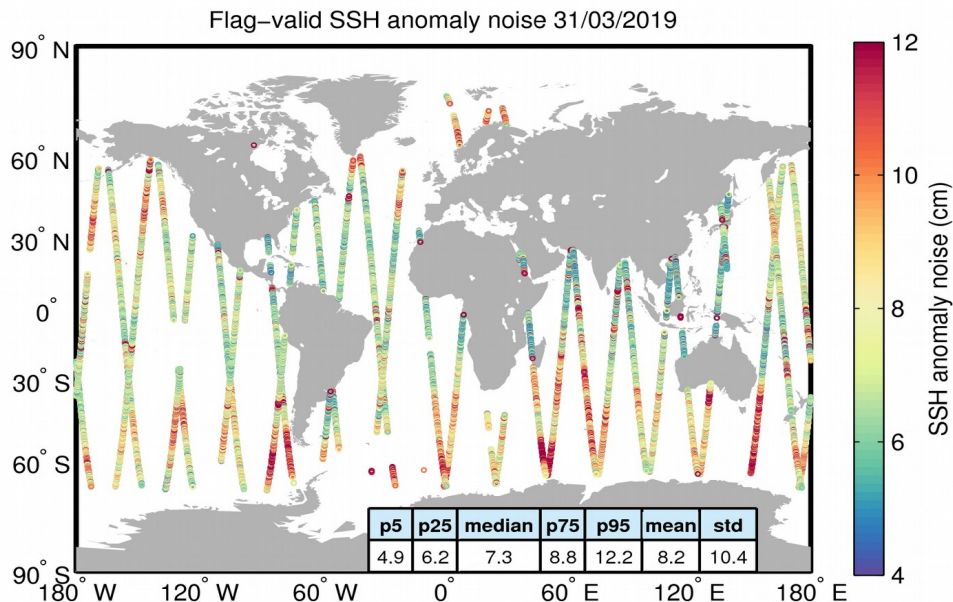 Flag−valid SSH anomaly noise 31/03/2019
90° N
60° N
30° N
0°
30° S
60° S
90° S
180° W
120° W
60° W
0°
60° E
120° E
180° E
p5 p25 median p75 p95 mean std
4.9 6.2 7.3 8.8 12.2 8.2 10.4
12
10
8
6
4
SSH anomaly noise (cm)